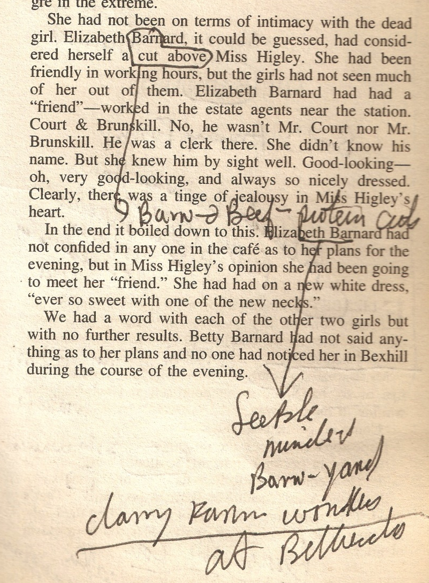 gre in the extreme.
She had not been on terms of intimacy with the dead
girl. Elizabeth Barnard, it could be guessed, had consid-
ered herself a cut above Miss Higley. She had been
friendly in working hours, but the girls had not seen much
of her out of them. Elizabeth Barnard had had a
“friend”—worked in the estate agents near the station.
Court & Brunskill. No, he wasn't Mr. Court nor Mr.
Brunskill. He was a clerk there. She didn't know his
name. But she knew him by sight well. Good-looking—
oh, very good-looking, and always so nicely dressed.
Clearly, there was a tinge of jealousy in Miss Higley's
heart.
Barn → Beef - protein
In the end it boiled down to this. Elizabeth Barnard had
not confided in any one in the café as to her plans for the
evening, but in Miss Higley's opinion she had been going
to meet her “friend.” She had had on a new white dress,
“ever so sweet with one of the new necks.”
We had a word with each of the other two girls but
with no further results. Betty Barnard had not said any-
thing as to her plans and no one had noticed her in Bexhill
during the course of the evening.
minded
Barn-yard
at